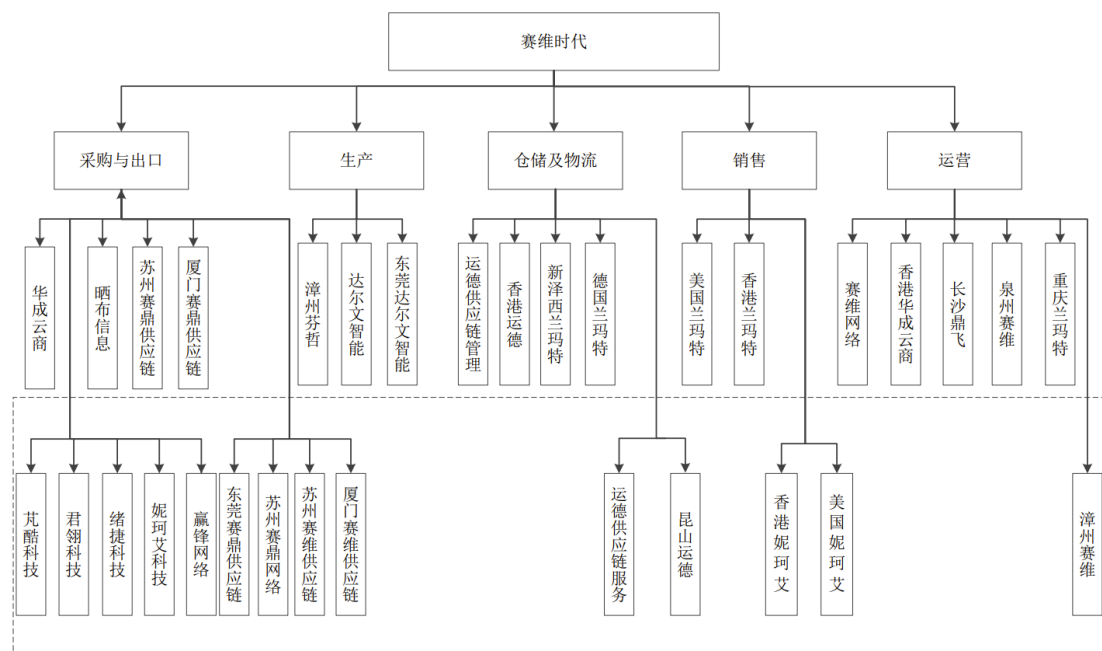 赛维时代
采购与出口
生产
仓储及物流
销售
运营
华成云商
晒布信息
苏州赛鼎供应链
厦门赛鼎供应链
漳州芬哲
达尔文智能
东莞达尔文智能
运德供应链管理
香港运德
新泽西兰玛特
德国兰玛特
美国兰玛特
香港兰玛特
赛维网络
香港华成云商
长沙鼎飞
泉州赛维
重庆兰玛特
芃酷科技
君翎科技
绪捷科技
妮珂艾科技
赢锋网络
东莞赛鼎供应链
苏州赛鼎网络
苏州赛维供应链
厦门赛维供应链
运德供应链服务
昆山运德
香港妮珂艾
美国妮珂艾
漳州赛维